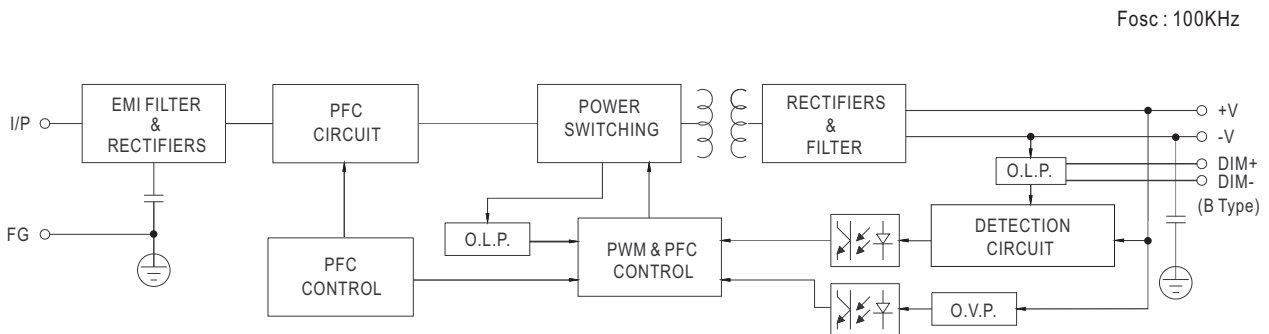 Fosc : 100KHz
I/P
EMI FILTER
&
RECTIFIERS
PFC
CIRCUIT
POWER
SWITCHING
RECTIFIERS
&
FILTER
+V
-V
O.L.P.
DIM+
DIM-
(B Type)
FG
O.L.P.
PFC
CONTROL
PWM & PFC
CONTROL
DETECTION
CIRCUIT
O.V.P.